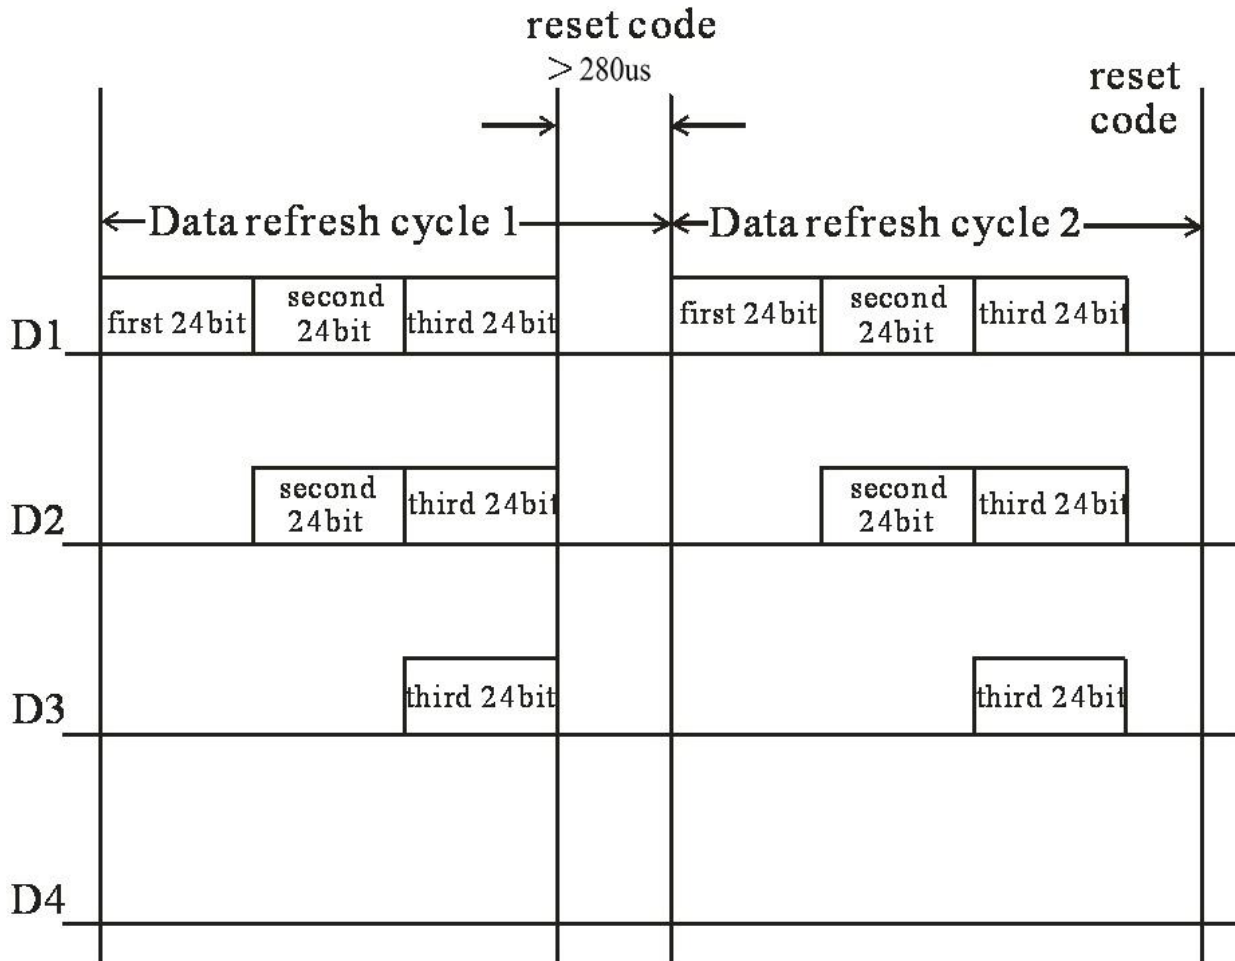 reset code
> 280us
reset
code
Data refresh cycle 1
Data refresh cycle 2
D1
first 24bit
second
24bit
third 24bit
first 24bit
second
24bit
third 24bit
D2
second
24bit
third 24bit
second
24bit
third 24bit
D3
third 24bit
third 24bit
D4